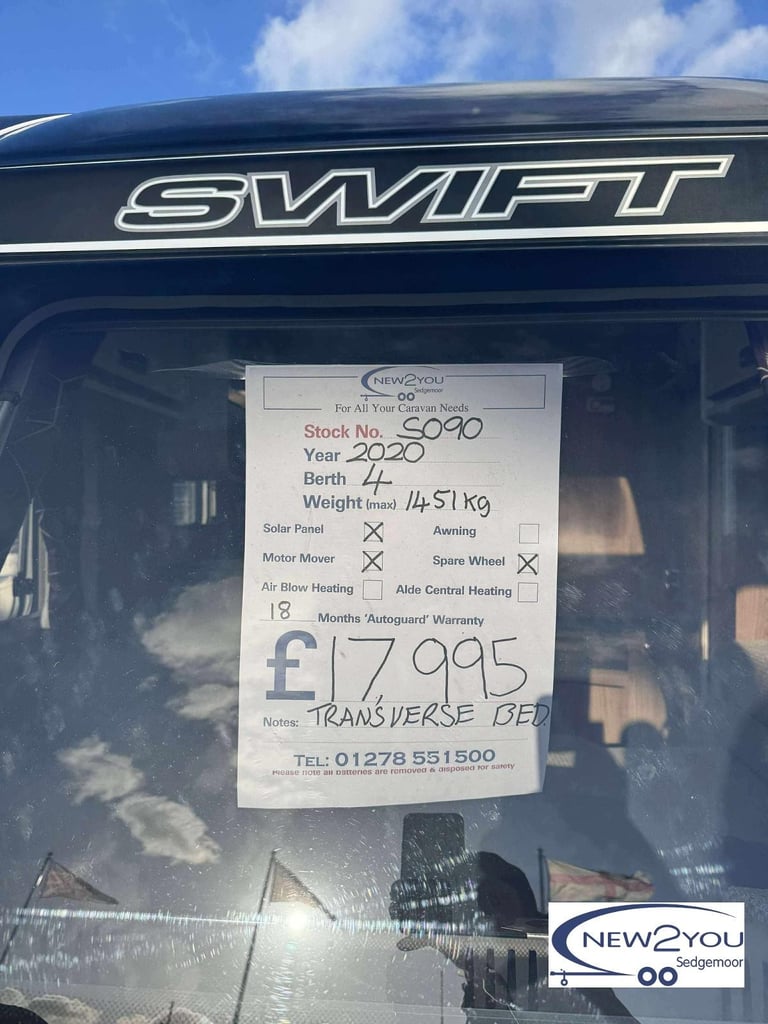 SWIFT
NEW2YOU
Sedgemoor
For All Your Caravan Needs
Stock No. S090
Year 2020
Berth 4
Weight (max) 1451kg
Solar Panel Awning
Motor Mover Spare Wheel
Air Blow Heating Alde Central Heating
18 Months 'Autoguard' Warranty
£17,995
Notes: TRANSVERSE BED
TEL: 01278 551500
Please note all batteries are removed & disposed for safety
NEW2YOU
Sedgemoor